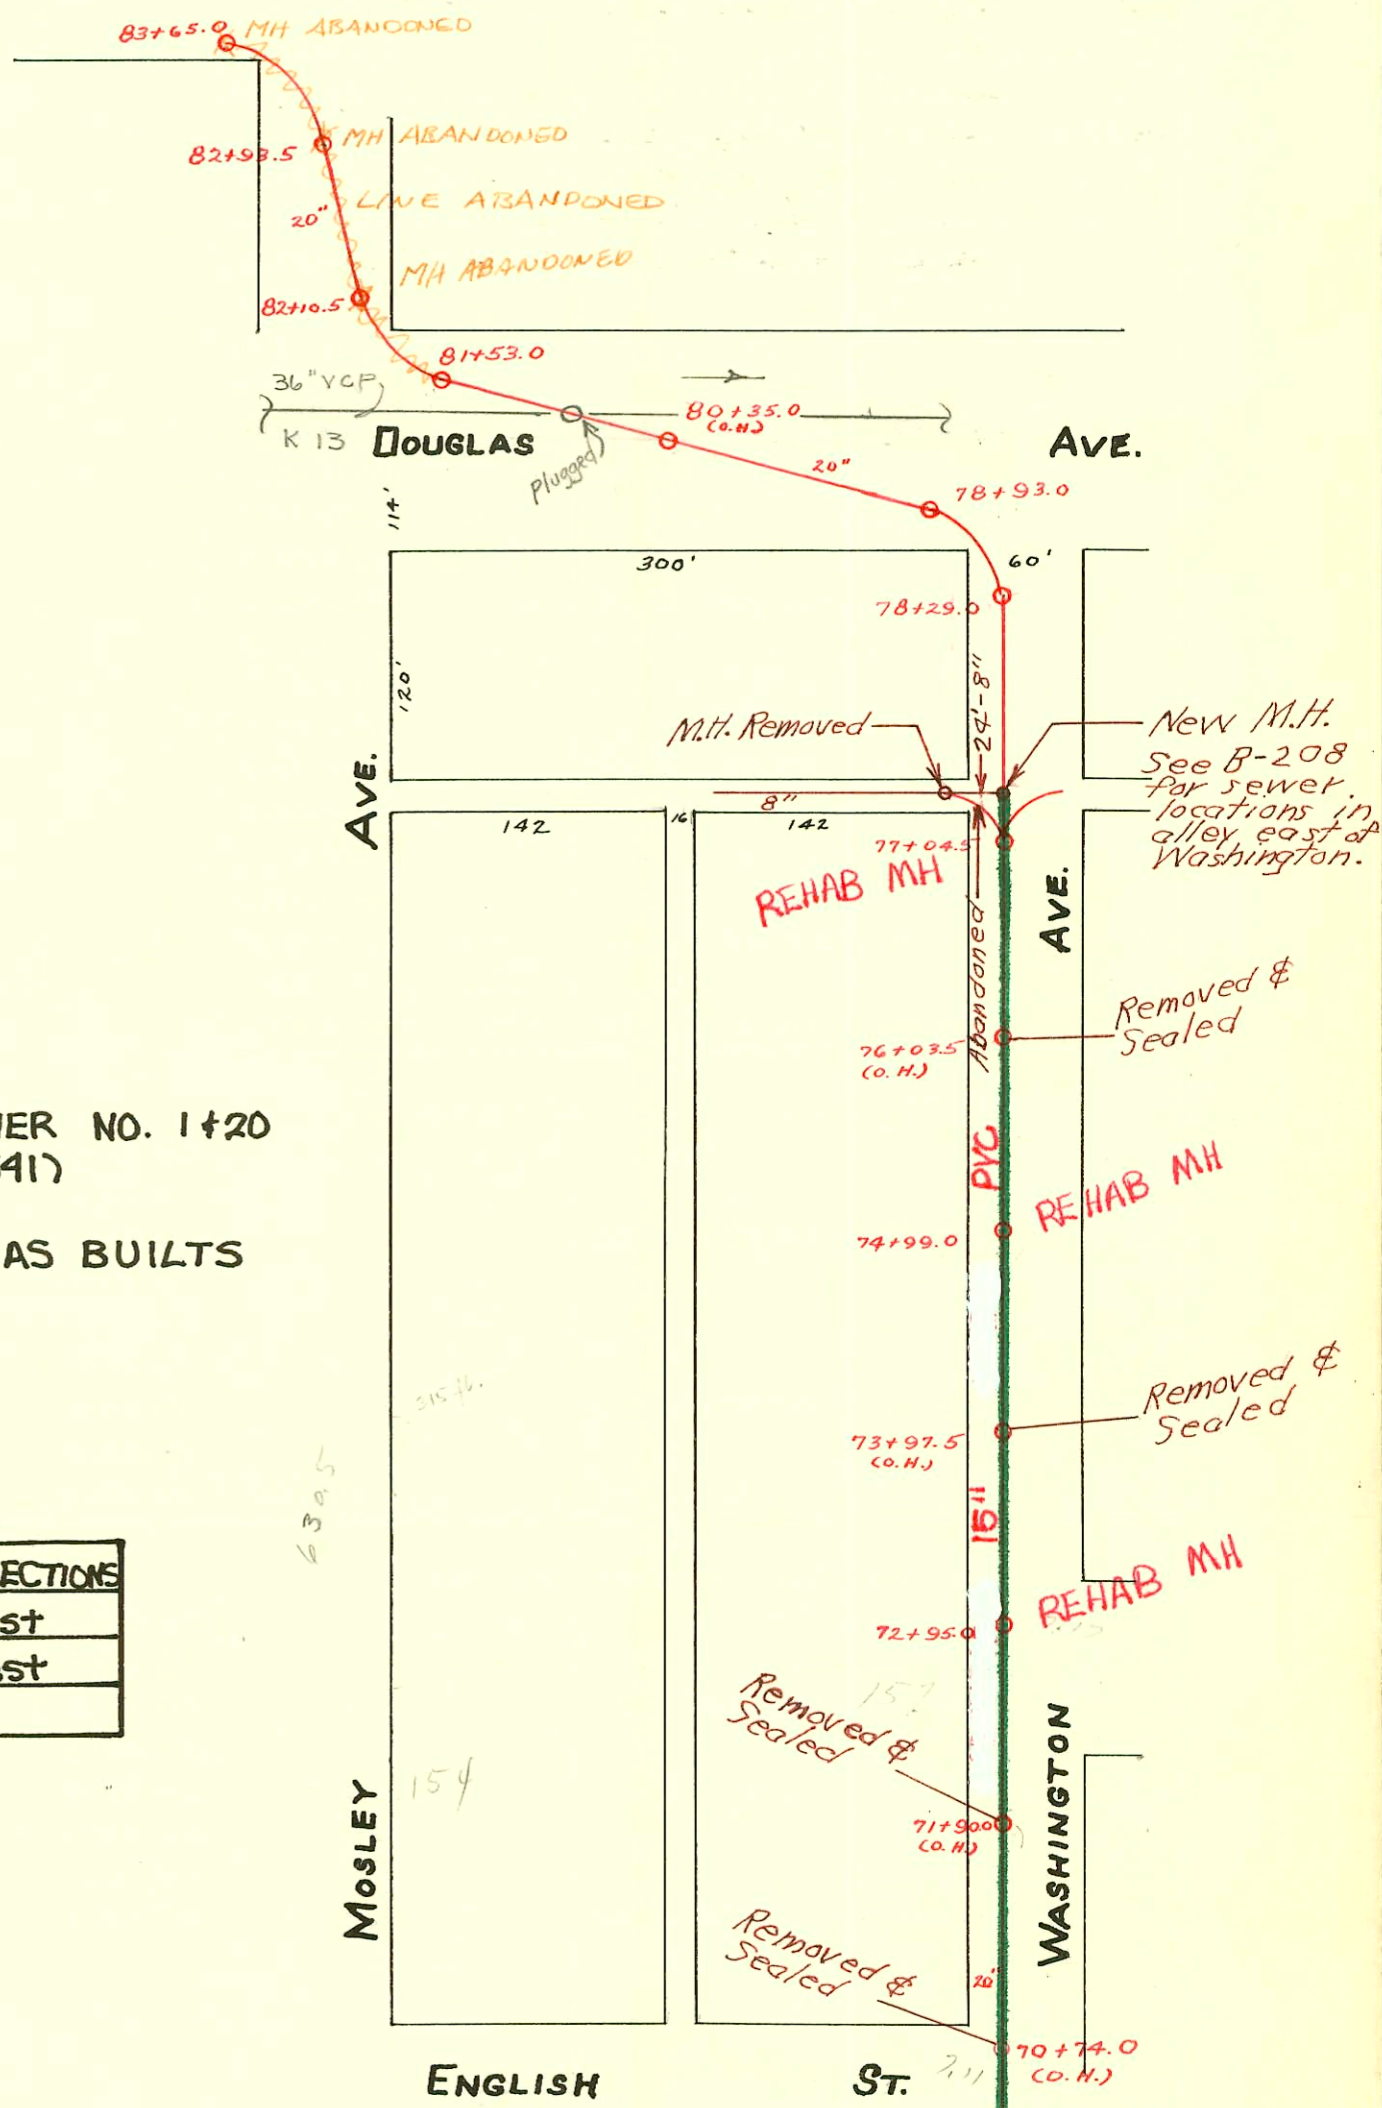 83+65.0
MH ABANDONED
82+93.5
MH ABANDONED
20"
LINE ABANDONED
MH ABANDONED
82+10.5
81+53.0
36" VCP
80+35.0
(O.H.)
K 13
DOUGLAS
AVE.
plugged
20"
78+93.0
114'
300'
60'
78+29.0
120'
24'-8"
M.H. Removed
New M.H.
See B-208
for sewer
locations in
alley east of
Washington.
8"
AVE.
142
16
142
77+04.5
REHAB MH
Abandoned
AVE.
Removed &
Sealed
76+03.5
(O.H.)
ER NO. 1+20
41)
PVC
REHAB MH
74+99.0
AS BUILTS
315
Removed &
Sealed
73+97.5
(O.H.)
630.5
15"
ECTIONS
st
st
REHAB MH
72+95.0
Removed &
Sealed
154
MOSLEY
71+90.0
(O.H.)
WASHINGTON
Removed &
Sealed
20"
70+74.0
(O.H.)
ENGLISH
ST.